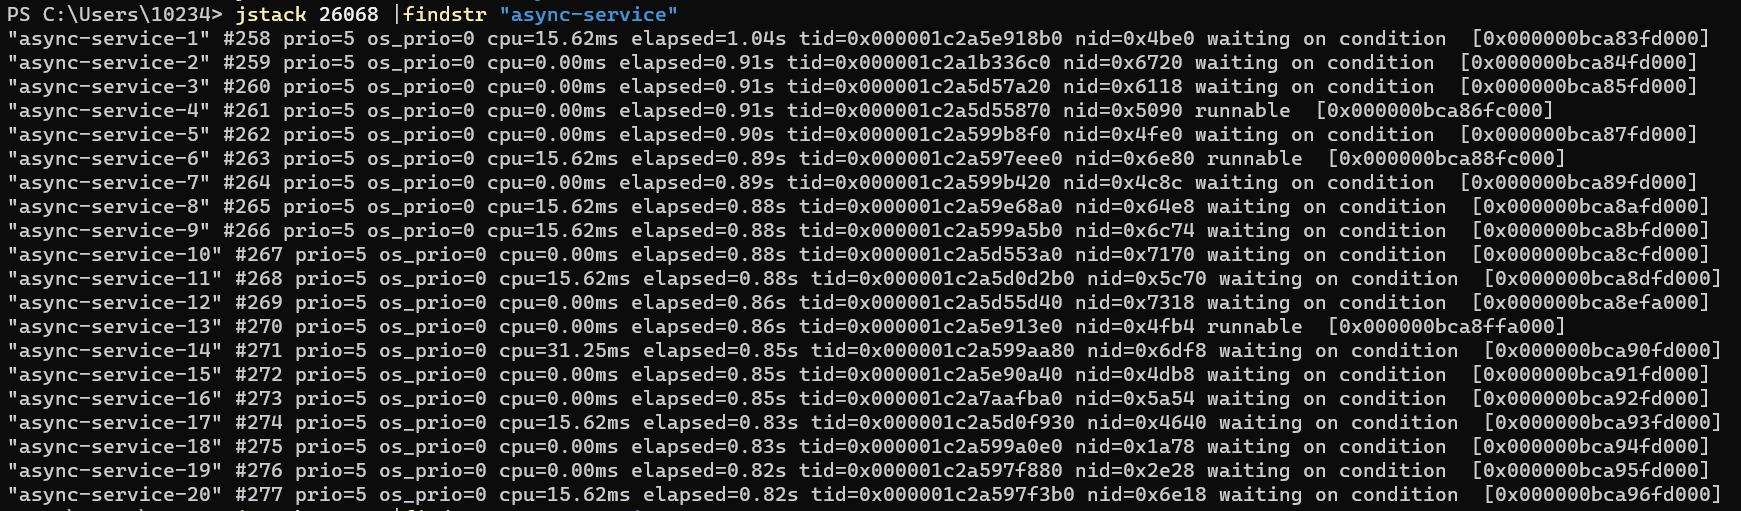 PS C:\Users\10234> jstack 26068 |findstr "async-service"
"async-service-1" #258 prio=5 os_prio=0 cpu=15.62ms elapsed=1.04s tid=0x000001c2a5e918b0 nid=0x4be0 waiting on condition  [0x000000bca83fd000]
"async-service-2" #259 prio=5 os_prio=0 cpu=0.00ms elapsed=0.91s tid=0x000001c2a1b336c0 nid=0x6720 waiting on condition  [0x000000bca84fd000]
"async-service-3" #260 prio=5 os_prio=0 cpu=0.00ms elapsed=0.91s tid=0x000001c2a5d57a20 nid=0x6118 waiting on condition  [0x000000bca85fd000]
"async-service-4" #261 prio=5 os_prio=0 cpu=0.00ms elapsed=0.91s tid=0x000001c2a5d55870 nid=0x5090 runnable  [0x000000bca86fc000]
"async-service-5" #262 prio=5 os_prio=0 cpu=0.00ms elapsed=0.90s tid=0x000001c2a599b8f0 nid=0x4fe0 waiting on condition  [0x000000bca87fd000]
"async-service-6" #263 prio=5 os_prio=0 cpu=15.62ms elapsed=0.89s tid=0x000001c2a597eee0 nid=0x6e80 runnable  [0x000000bca88fc000]
"async-service-7" #264 prio=5 os_prio=0 cpu=0.00ms elapsed=0.89s tid=0x000001c2a599b420 nid=0x4c8c waiting on condition  [0x000000bca89fd000]
"async-service-8" #265 prio=5 os_prio=0 cpu=15.62ms elapsed=0.88s tid=0x000001c2a59e68a0 nid=0x64e8 waiting on condition  [0x000000bca8afd000]
"async-service-9" #266 prio=5 os_prio=0 cpu=15.62ms elapsed=0.88s tid=0x000001c2a599a5b0 nid=0x6c74 waiting on condition  [0x000000bca8bfd000]
"async-service-10" #267 prio=5 os_prio=0 cpu=0.00ms elapsed=0.88s tid=0x000001c2a5d553a0 nid=0x7170 waiting on condition  [0x000000bca8cfd000]
"async-service-11" #268 prio=5 os_prio=0 cpu=15.62ms elapsed=0.88s tid=0x000001c2a5d0d2b0 nid=0x5c70 waiting on condition  [0x000000bca8dfd000]
"async-service-12" #269 prio=5 os_prio=0 cpu=0.00ms elapsed=0.86s tid=0x000001c2a5d55d40 nid=0x7318 waiting on condition  [0x000000bca8efa000]
"async-service-13" #270 prio=5 os_prio=0 cpu=0.00ms elapsed=0.86s tid=0x000001c2a5e913e0 nid=0x4fb4 runnable  [0x000000bca8ffa000]
"async-service-14" #271 prio=5 os_prio=0 cpu=31.25ms elapsed=0.85s tid=0x000001c2a599aa80 nid=0x6df8 waiting on condition  [0x000000bca90fd000]
"async-service-15" #272 prio=5 os_prio=0 cpu=0.00ms elapsed=0.85s tid=0x000001c2a5e90a40 nid=0x4db8 waiting on condition  [0x000000bca91fd000]
"async-service-16" #273 prio=5 os_prio=0 cpu=0.00ms elapsed=0.85s tid=0x000001c2a7aafba0 nid=0x5a54 waiting on condition  [0x000000bca92fd000]
"async-service-17" #274 prio=5 os_prio=0 cpu=15.62ms elapsed=0.83s tid=0x000001c2a5d0f930 nid=0x4640 waiting on condition  [0x000000bca93fd000]
"async-service-18" #275 prio=5 os_prio=0 cpu=0.00ms elapsed=0.83s tid=0x000001c2a599a0e0 nid=0x1a78 waiting on condition  [0x000000bca94fd000]
"async-service-19" #276 prio=5 os_prio=0 cpu=0.00ms elapsed=0.82s tid=0x000001c2a597f880 nid=0x2e28 waiting on condition  [0x000000bca95fd000]
"async-service-20" #277 prio=5 os_prio=0 cpu=15.62ms elapsed=0.82s tid=0x000001c2a597f3b0 nid=0x6e18 waiting on condition  [0x000000bca96fd000]